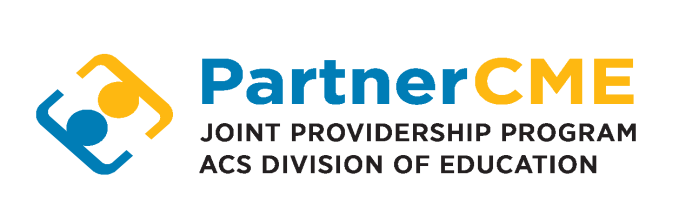 PartnerCME
JOINT PROVIDERSHIP PROGRAM
ACS DIVISION OF EDUCATION